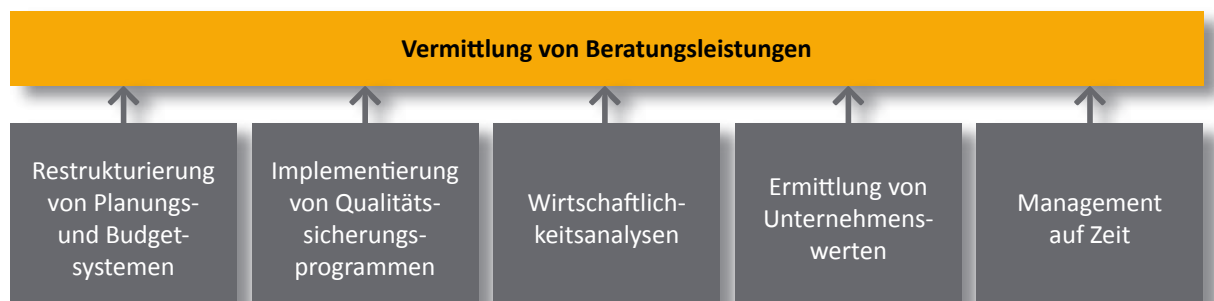 Vermittlung von Beratungsleistungen
Restrukturierung
von Planungs-
und Budget-
systemen
Implementierung
von Qualitäts-
sicherungs-
programmen
Wirtschaftlich-
keitsanalysen
Ermittlung von
Unternehmens-
werten
Management
auf Zeit